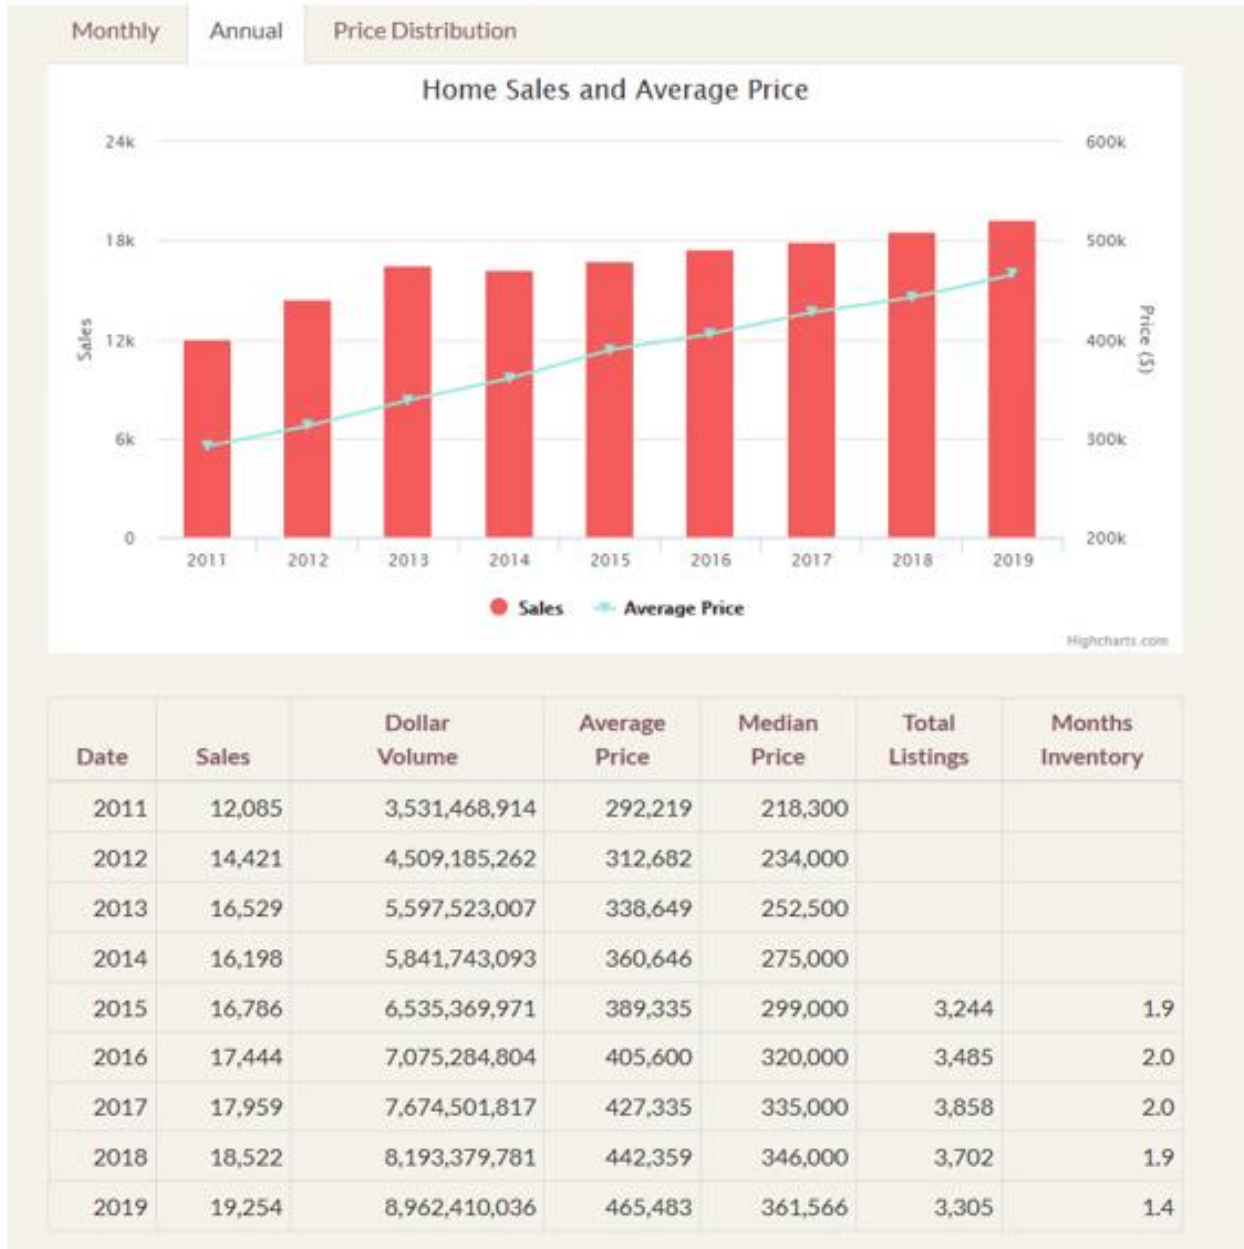 Monthly Annual Price Distribution
Home Sales and Average Price
24k 600k
18k 500k
12k 400k
6k 300k
0 200k
Sales
Price ($)
2011 2012 2013 2014 2015 2016 2017 2018 2019
Sales Average Price
Highcharts.com
Date Sales Dollar Volume Average Price Median Price Total Listings Months Inventory
2011 12,085 3,531,468,914 292,219 218,300
2012 14,421 4,509,185,262 312,682 234,000
2013 16,529 5,597,523,007 338,649 252,500
2014 16,198 5,841,743,093 360,646 275,000
2015 16,786 6,535,369,971 389,335 299,000 3,244 1.9
2016 17,444 7,075,284,804 405,600 320,000 3,485 2.0
2017 17,959 7,674,501,817 427,335 335,000 3,858 2.0
2018 18,522 8,193,379,781 442,359 346,000 3,702 1.9
2019 19,254 8,962,410,036 465,483 361,566 3,305 1.4